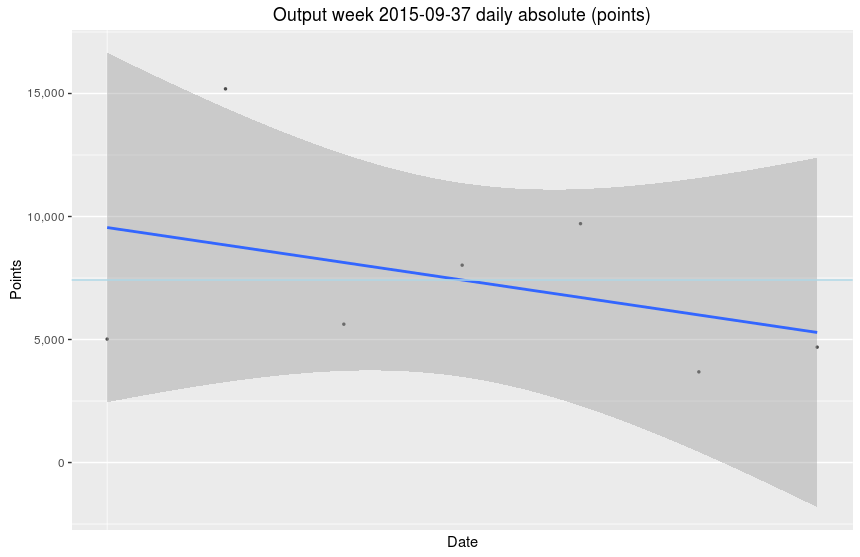 Output week 2015-09-37 daily absolute (points)
15,000
10,000
5,000
0
Points
Date